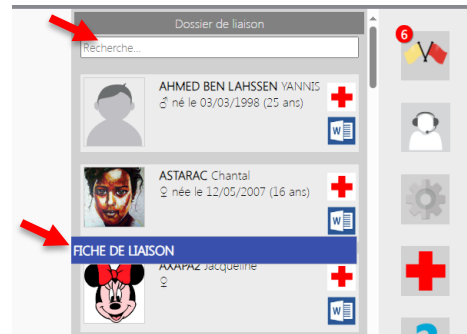 Dossier de liaison
Recherche...
6
AHMED BEN LAHSSEN YANNIS
♂ né le 03/03/1998 (25 ans)
W
ASTARAC Chantal
♀ née le 12/05/2007 (16 ans)
W
FICHE DE LIAISON
AXAPA2 Jacqueline
♀
W
?